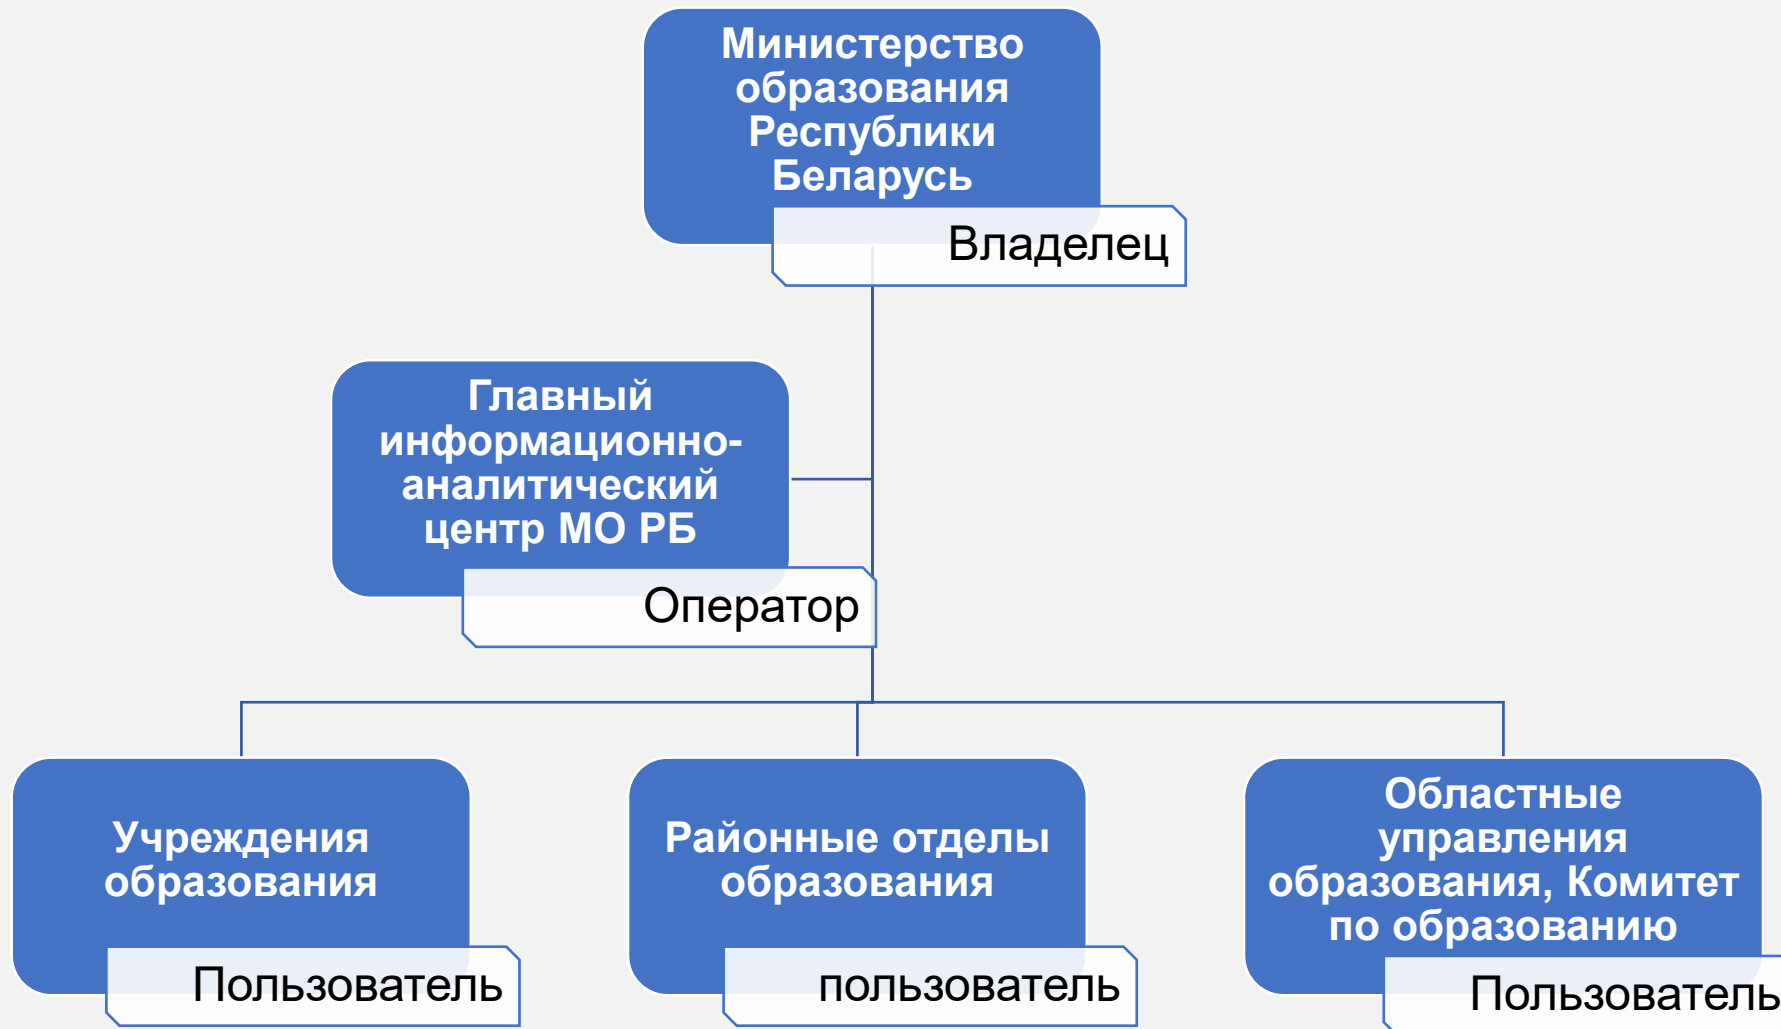 Министерство
образования
Республики
Беларусь
Владелец
Главный
информационно-
аналитический
центр МО РБ
Оператор
Учреждения
образования
Пользователь
Районные отделы
образования
пользователь
Областные
управления
образования, Комитет
по образованию
Пользователь